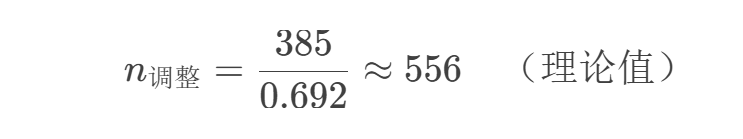 n调整 = 385/0.692 ≈ 556 （理论值）